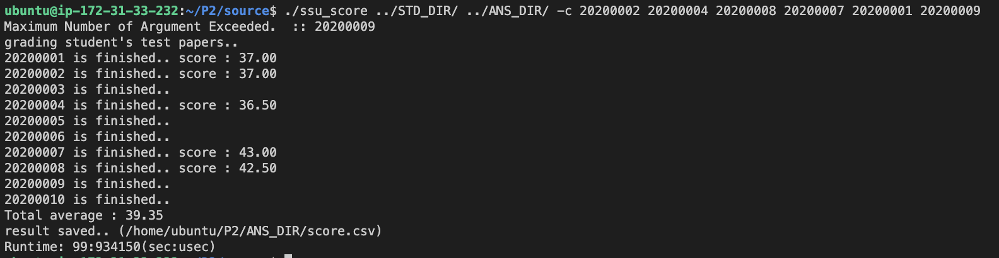 ubuntu@ip-172-31-33-232:~/P2/source$ ./ssu_score ../STD_DIR/ ../ANS_DIR/ -c 20200002 20200004 20200008 20200007 20200001 20200009
Maximum Number of Argument Exceeded.  :: 20200009
grading student's test papers..
20200001 is finished.. score : 37.00
20200002 is finished.. score : 37.00
20200003 is finished..
20200004 is finished.. score : 36.50
20200005 is finished..
20200006 is finished..
20200007 is finished.. score : 43.00
20200008 is finished.. score : 42.50
20200009 is finished..
20200010 is finished..
Total average : 39.35
result saved.. (/home/ubuntu/P2/ANS_DIR/score.csv)
Runtime: 99:934150(sec:usec)